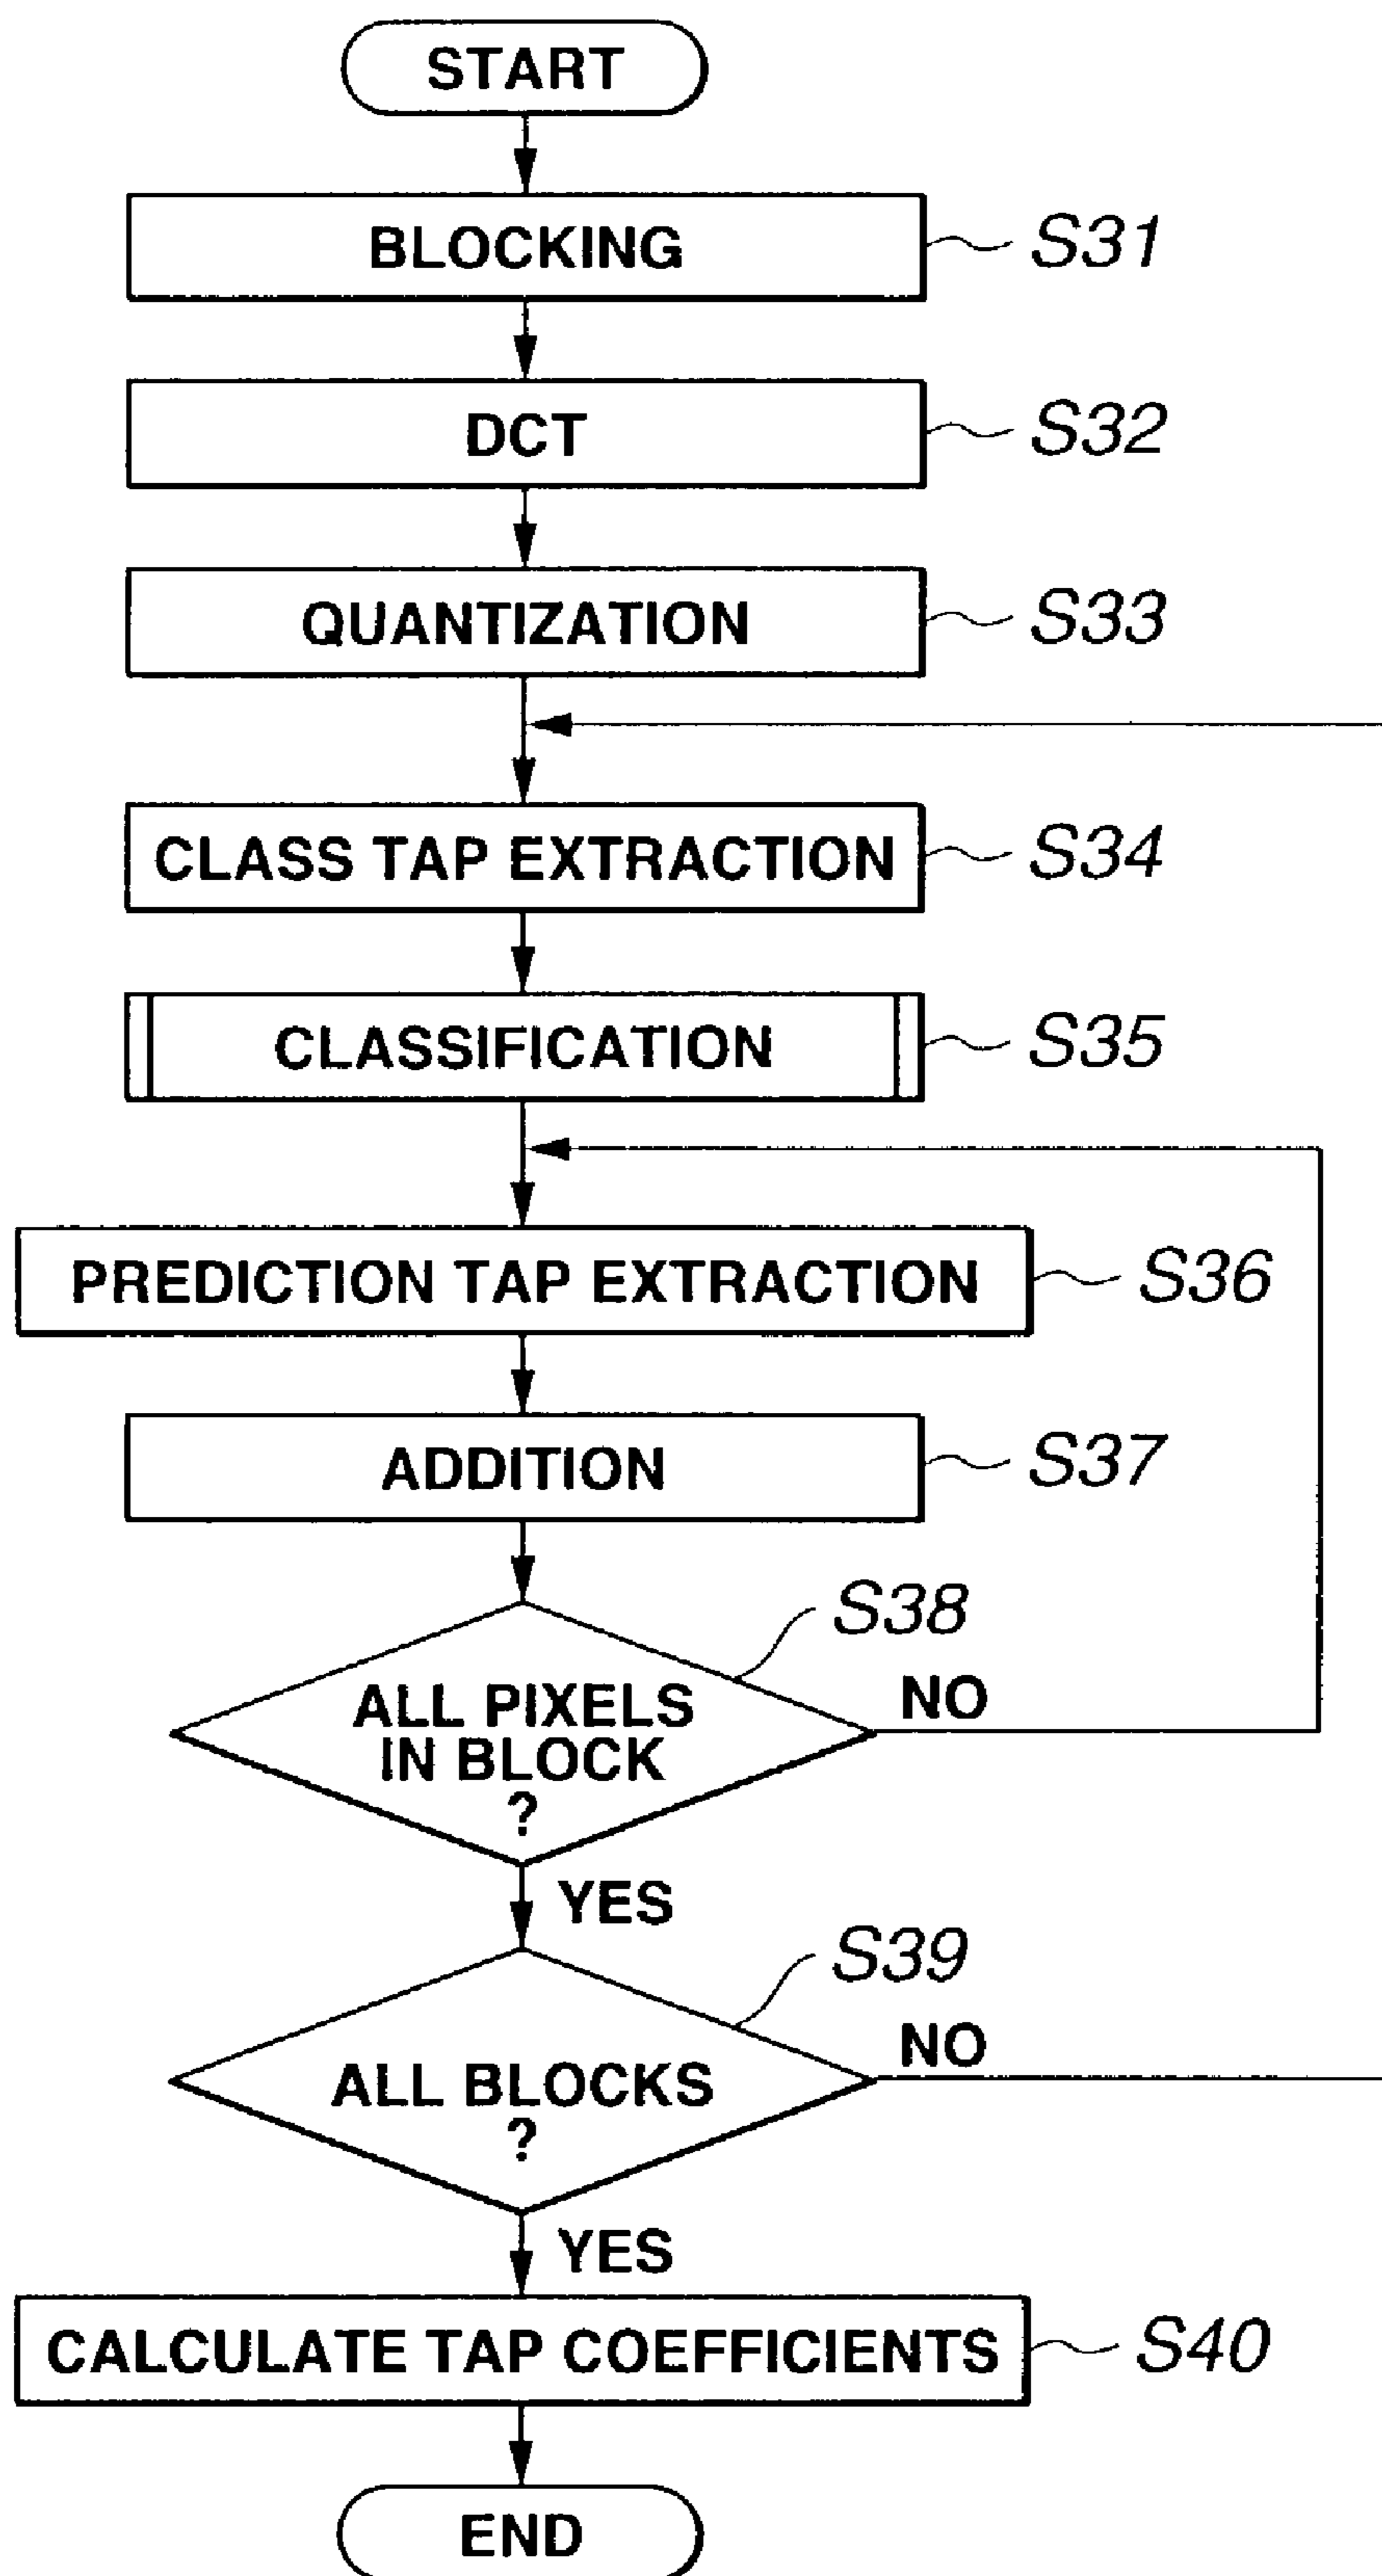 START
BLOCKING S31
DCT S32
QUANTIZATION S33
CLASS TAP EXTRACTION S34
CLASSIFICATION S35
PREDICTION TAP EXTRACTION S36
ADDITION S37
S38
ALL PIXELS
IN BLOCK
?
NO
YES
S39
ALL BLOCKS
?
NO
YES
CALCULATE TAP COEFFICIENTS S40
END